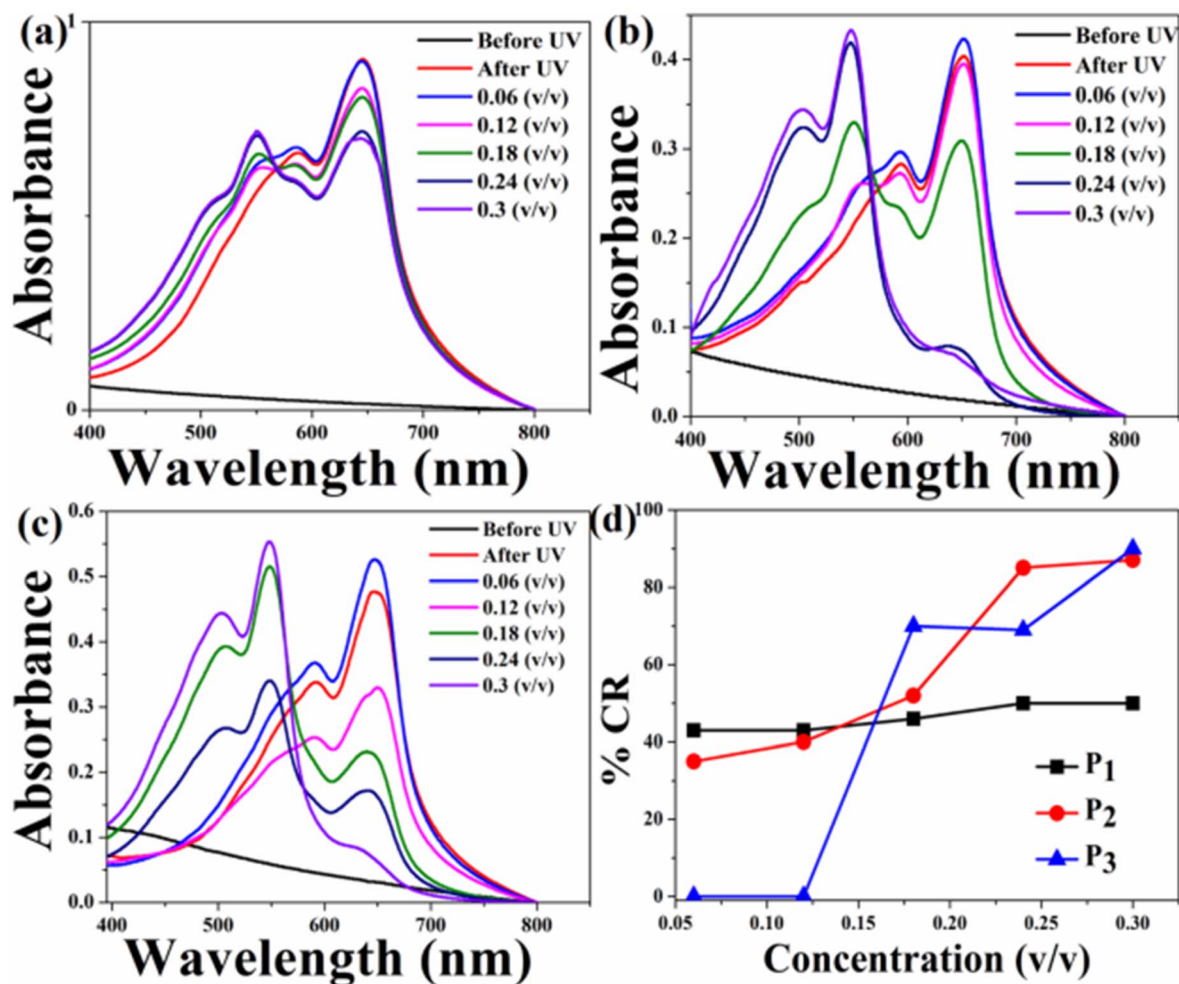 (a)
1
Before UV
After UV
0.06 (v/v)
0.12 (v/v)
0.18 (v/v)
0.24 (v/v)
0.3 (v/v)
Absorbance
0
400 500 600 700 800
Wavelength (nm)
(b)
0.4
0.3
0.2
0.1
0.0
Before UV
After UV
0.06 (v/v)
0.12 (v/v)
0.18 (v/v)
0.24 (v/v)
0.3 (v/v)
Absorbance
400 500 600 700 800
Wavelength (nm)
(c)
0.6
0.5
0.4
0.3
0.2
0.1
0.0
Before UV
After UV
0.06 (v/v)
0.12 (v/v)
0.18 (v/v)
0.24 (v/v)
0.3 (v/v)
Absorbance
400 500 600 700 800
Wavelength (nm)
(d)
100
80
60
40
20
0
% CR
P1
P2
P3
0.05 0.10 0.15 0.20 0.25 0.30
Concentration (v/v)